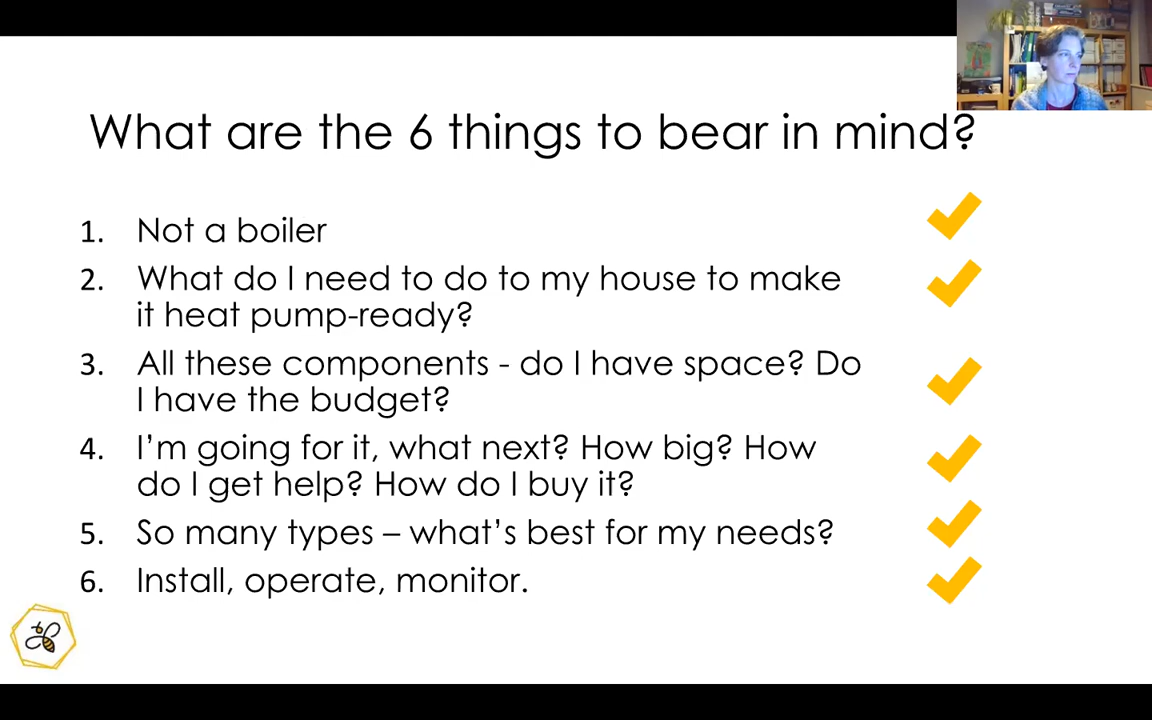 What are the 6 things to bear in mind?
1. Not a boiler
2. What do I need to do to my house to make
it heat pump-ready?
3. All these components - do I have space? Do
I have the budget?
4. I'm going for it, what next? How big? How
do I get help? How do I buy it?
5. So many types – what's best for my needs?
6. Install, operate, monitor.